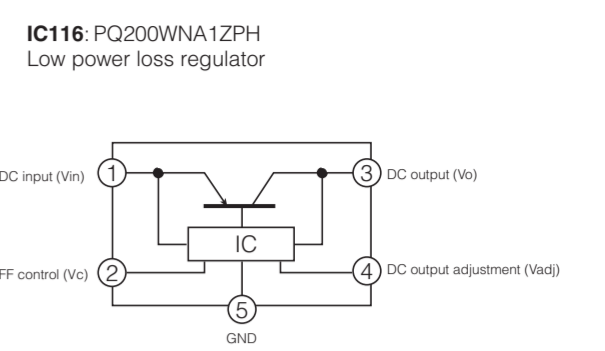 IC116: PQ200WNA1ZPH
Low power loss regulator
1
DC input (Vin)
3
DC output (Vo)
IC
FF control (Vc)
2
4
DC output adjustment (Vadj)
5
GND